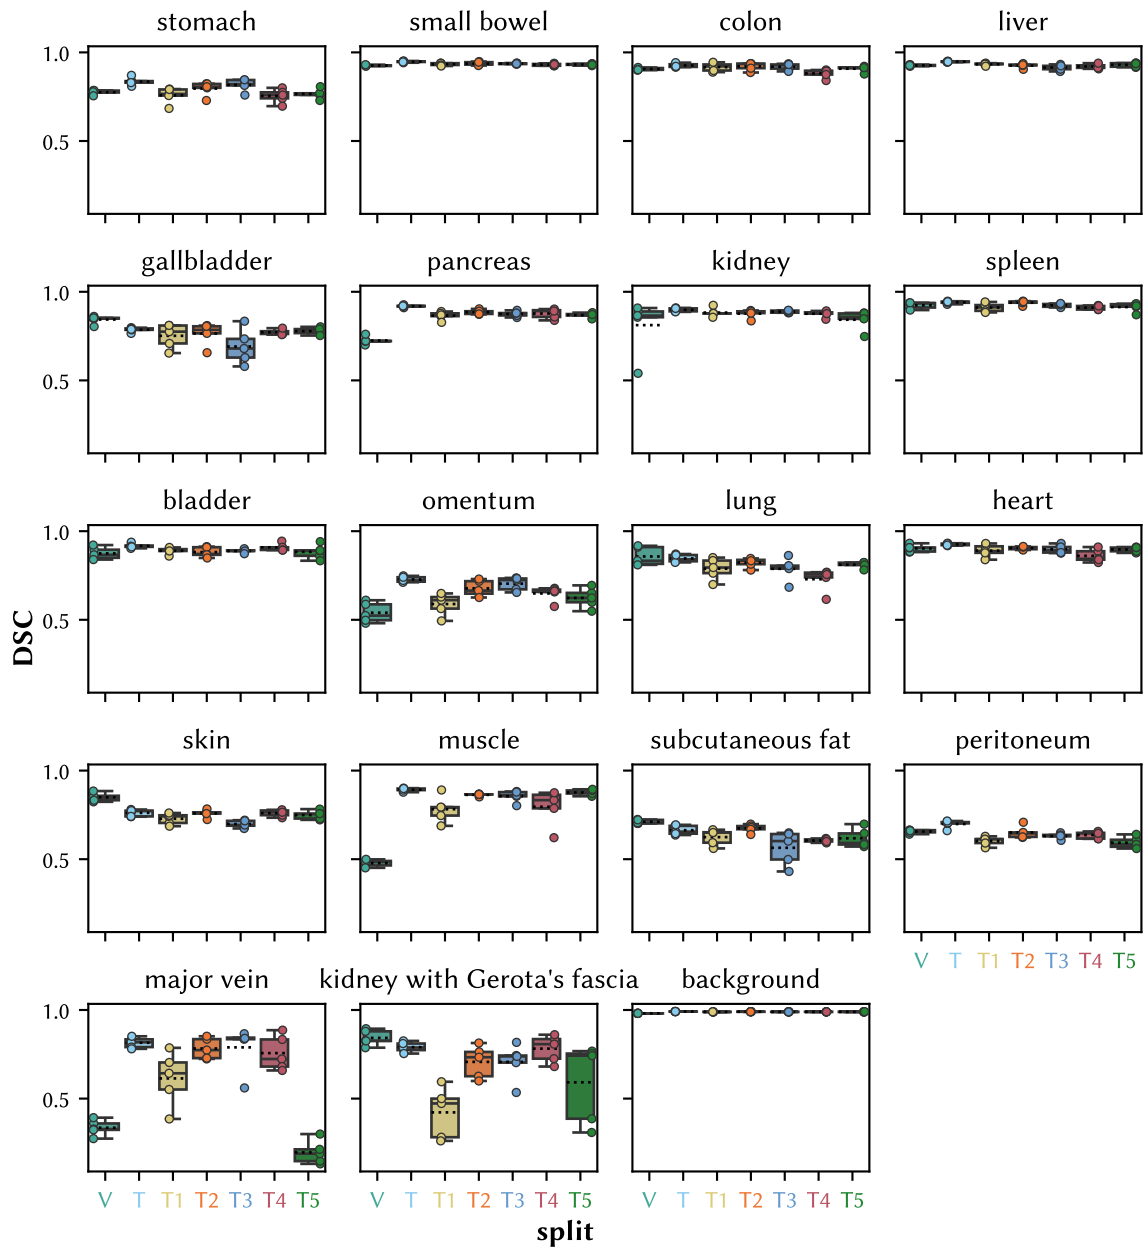 stomach small bowel colon liver
1.0
0.5
gallbladder pancreas kidney spleen
1.0
0.5
bladder omentum lung heart
1.0
0.5
DSC
skin muscle subcutaneous fat peritoneum
1.0
0.5
V T T1 T2 T3 T4 T5
major vein kidney with Gerota's fascia background
1.0
0.5
V T T1 T2 T3 T4 T5 V T T1 T2 T3 T4 T5 V T T1 T2 T3 T4 T5
split